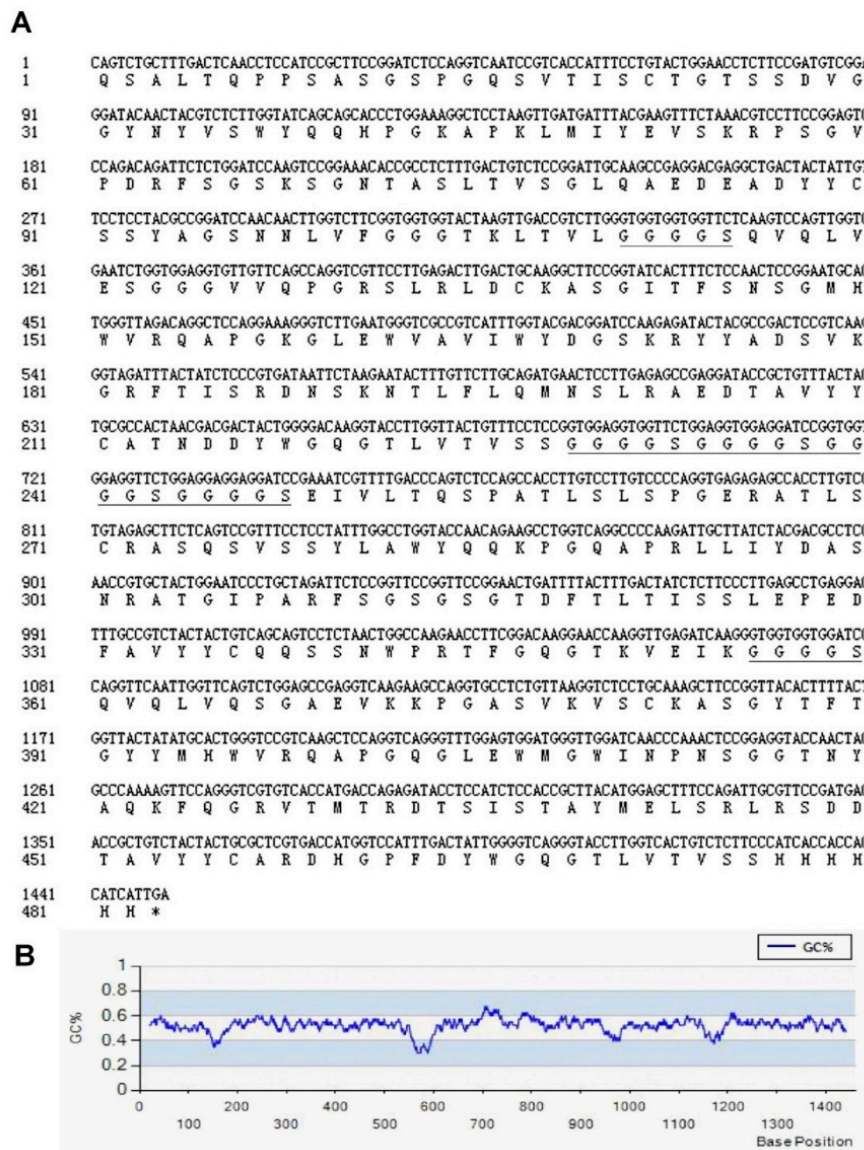 A
1 CAGTCTGCTTTGACTCAACCTCCATCCGCTTCCGGATCTCCAGGTCAATCCGTCACCATTTCCTGTACTGGAACCTCTTCCGATGTCGGA
1 Q S A L T Q P P S A S G S P G Q S V T I S C T G T S S D V G
91 GGATACAACTACGTCTCTTGGTATCAGCAGCACCCTGGAAAGGCTCCTAAGTTGATGATTTACGAAGTTTCTAAACGTCCTTCCGGAGTC
31 G Y N Y V S W Y Q Q H P G K A P K L M I Y E V S K R P S G V
181 CCAGACAGATTCTCTGGATCCAAGTCCGGAAACACCGCCTCTTTGACTGTCTCCGGATTGCAAGCCGAGGACGAGGCTGACTACTATTGT
61 P D R F S G S K S G N T A S L T V S G L Q A E D E A D Y Y C
271 TCCTCCTACGCCGGATCCAACAACTTGGTCTTCGGTGGTGGTACTAAGTTGACCGTCTTGGGTGGTGGTGGTTCTCAAGTCCAGTTGGTC
91 S S Y A G S N N L V F G G G T K L T V L G G G G S Q V Q L V
361 GAATCTGGTGGAGGTGTTGTTCAGCCAGGTCGTTCCTTGAGACTTGACTGCAAGGCTTCCGGTATCACTTTCTCCAACTCCGGAATGCAC
121 E S G G G V V Q P G R S L R L D C K A S G I T F S N S G M H
451 TGGGTTAGACAGGCTCCAGGAAAGGGTCTTGAATGGGTCGCCGTCATTTGGTACGACGGATCCAAGAGATACTACGCCGACTCCGTCAAG
151 W V R Q A P G K G L E W V A V I W Y D G S K R Y Y A D S V K
541 GGTAGATTTACTATCTCCCGTGATAATTCTAAGAATACTTTGTTCTTGCAGATGAACTCCTTGAGAGCCGAGGATACCGCTGTTTACTAC
181 G R F T I S R D N S K N T L F L Q M N S L R A E D T A V Y Y
631 TGCGCCACTAACGACGACTACTGGGGACAAGGTACCTTGGTTACTGTTTCCTCCGGTGGAGGTGGTTCTGGAGGTGGAGGATCCGGTGGT
211 C A T N D D Y W G Q G T L V T V S S G G G G S G G G G S G G
721 GGAGGTTCTGGAGGAGGAGGATCCGAAATCGTTTTGACCCAGTCTCCAGCCACCTTGTCCTTGTCCCCAGGTGAGAGAGCCACCTTGTCC
241 G G S G G G G S E I V L T Q S P A T L S L S P G E R A T L S
811 TGTAGAGCTTCTCAGTCCGTTTCCTCCTATTTGGCCTGGTACCAACAGAAGCCTGGTCAGGCCCCAAGATTGCTTATCTACGACGCCTCC
271 C R A S Q S V S S Y L A W Y Q Q K P G Q A P R L L I Y D A S
901 AACCGTGCTACTGGAATCCCTGCTAGATTCTCCGGTTCCGGTTCCGGAACTGATTTTACTTTGACTATCTCTTCCCTTGAGCCTGAGGAC
301 N R A T G I P A R F S G S G S G T D F T L T I S S L E P E D
991 TTTGCCGTCTACTACTGTCAGCAGTCCTCTAACTGGCCAAGAACCTTCGGACAAGGAACCAAGGTTGAGATCAAGGGTGGTGGTGGATCC
331 F A V Y Y C Q Q S S N W P R T F G Q G T K V E I K G G G G S
1081 CAGGTTCAATTGGTTCAGTCTGGAGCCGAGGTCAAGAAGCCAGGTGCCTCTGTTAAGGTCTCCTGCAAAGCTTCCGGTTACACTTTTACT
361 Q V Q L V Q S G A E V K K P G A S V K V S C K A S G Y T F T
1171 GGTTACTATATGCACTGGGTCCGTCAAGCTCCAGGTCAGGGTTTGGAGTGGATGGGTTGGATCAACCCAAACTCCGGAGGTACCAACTAC
391 G Y Y M H W V R Q A P G Q G L E W M G W I N P N S G G T N Y
1261 GCCCAAAAGTTCCAGGGTCGTGTCACCATGACCAGAGATACCTCCATCTCCACCGCTTACATGGAGCTTTCCAGATTGCGTTCCGATGAC
421 A Q K F Q G R V T M T R D T S I S T A Y M E L S R L R S D D
1351 ACCGCTGTCTACTACTGCGCTCGTGACCATGGTCCATTTGACTATTGGGGTCAGGGTACCTTGGTCACTGTCTCTTCCCATCACCACCAC
451 T A V Y Y C A R D H G P F D Y W G Q G T L V T V S S H H H H
1441 CATCATTGA
481 H H *
B
GC%
1
0.8
0.6
0.4
0.2
0
GC%
0 200 400 600 800 1000 1200 1400
100 300 500 700 900 1100 1300
Base Position